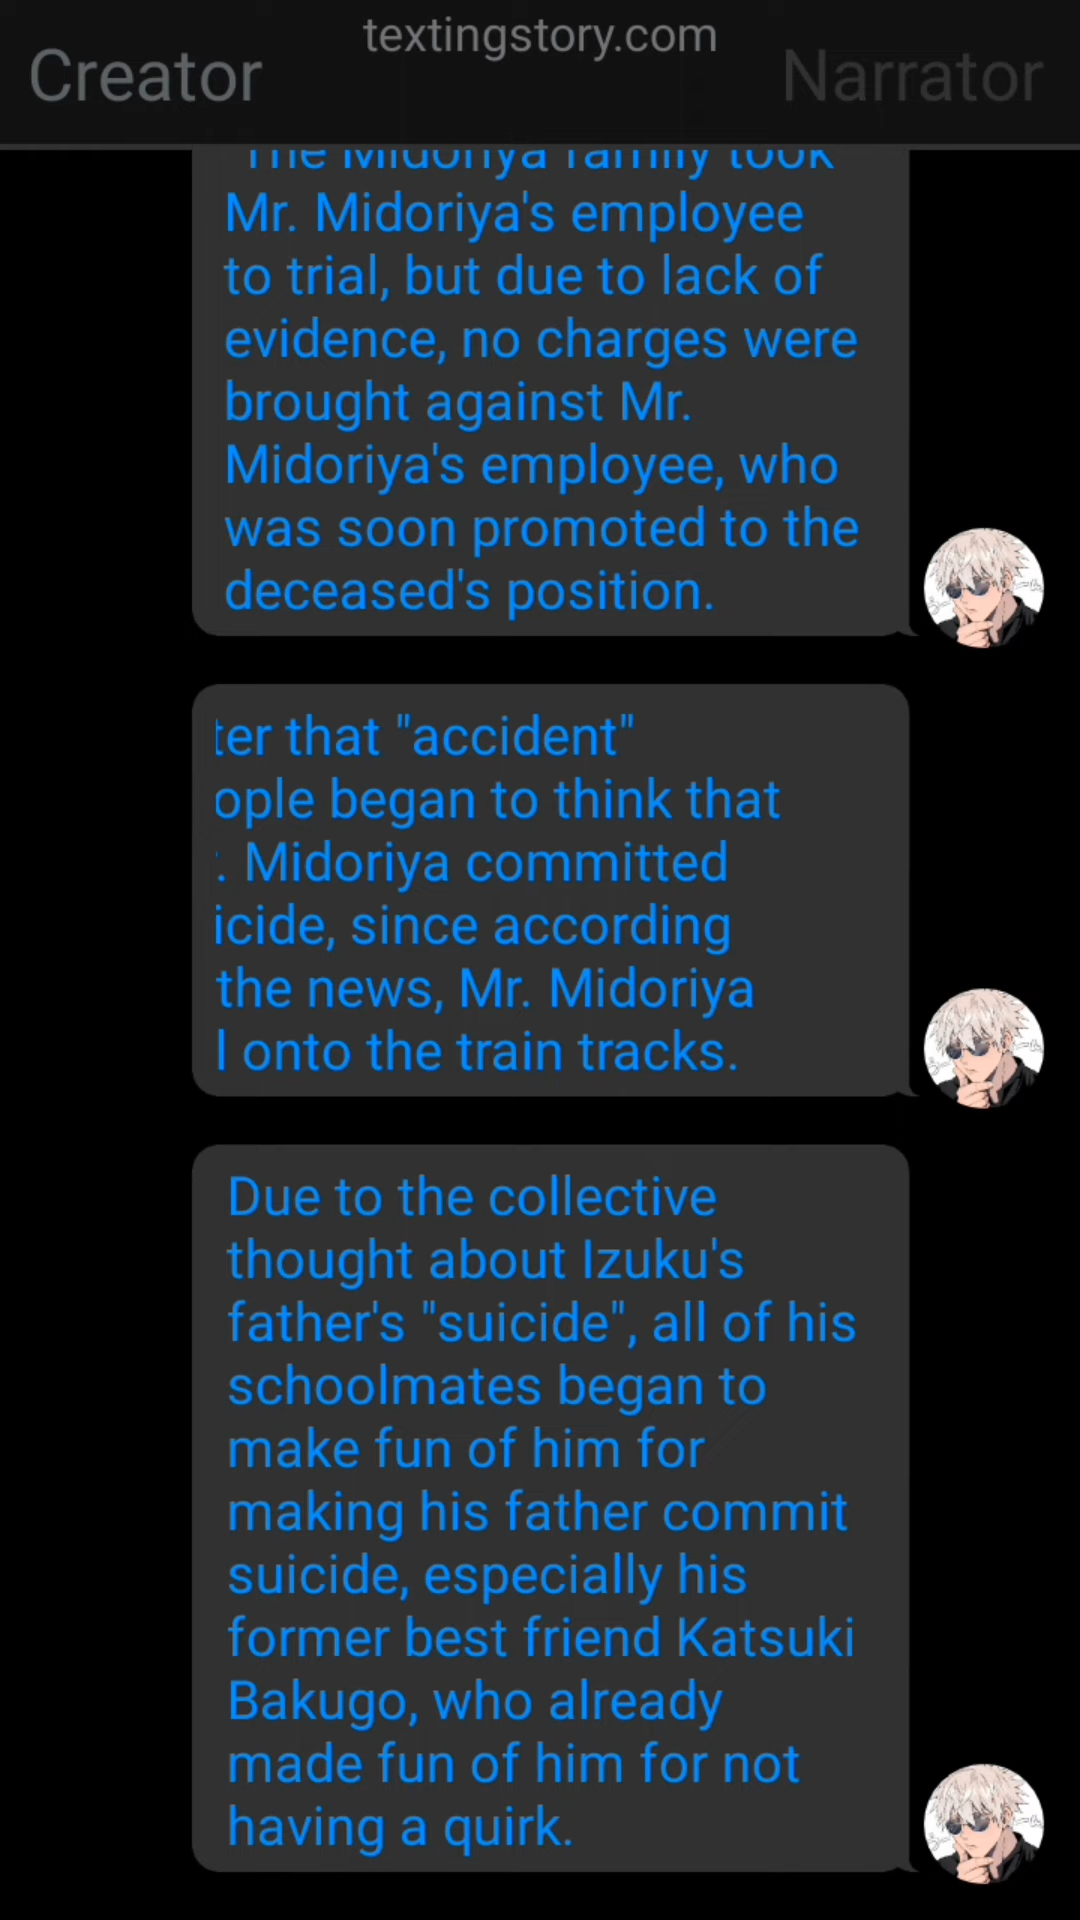 textingstory.com
Creator
Narrator
The Midoriya family took
Mr. Midoriya's employee
to trial, but due to lack of
evidence, no charges were
brought against Mr.
Midoriya's employee, who
was soon promoted to the
deceased's position.
ter that "accident"
ople began to think that
. Midoriya committed
icide, since according
the news, Mr. Midoriya
l onto the train tracks.
Due to the collective
thought about Izuku's
father's "suicide", all of his
schoolmates began to
make fun of him for
making his father commit
suicide, especially his
former best friend Katsuki
Bakugo, who already
made fun of him for not
having a quirk.